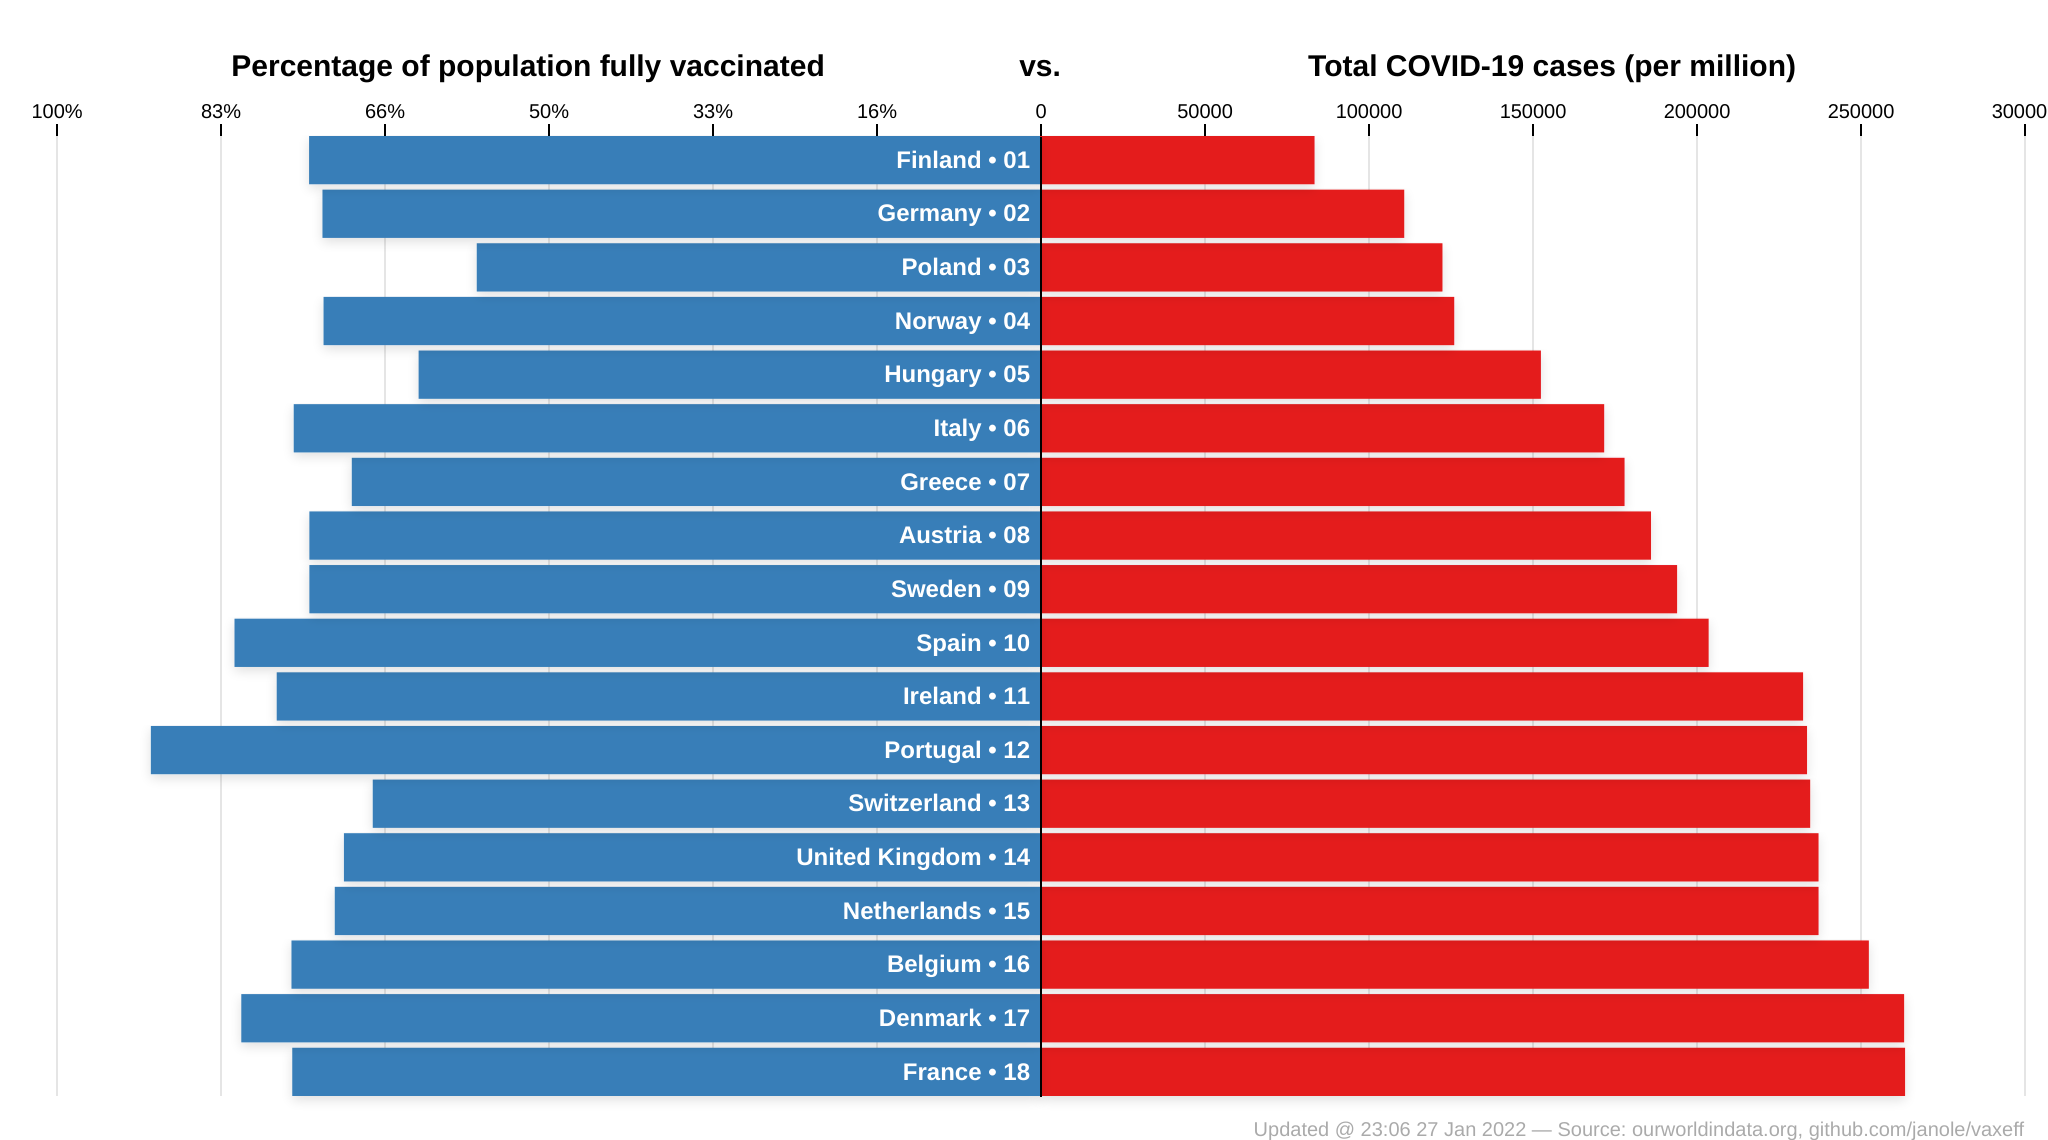 Percentage of population fully vaccinated vs. Total COVID-19 cases (per million)
100% 83% 66% 50% 33% 16% 0 50000 100000 150000 200000 250000 30000
Finland • 01
Germany • 02
Poland • 03
Norway • 04
Hungary • 05
Italy • 06
Greece • 07
Austria • 08
Sweden • 09
Spain • 10
Ireland • 11
Portugal • 12
Switzerland • 13
United Kingdom • 14
Netherlands • 15
Belgium • 16
Denmark • 17
France • 18
Updated @ 23:06 27 Jan 2022 — Source: ourworldindata.org, github.com/janole/vaxeff